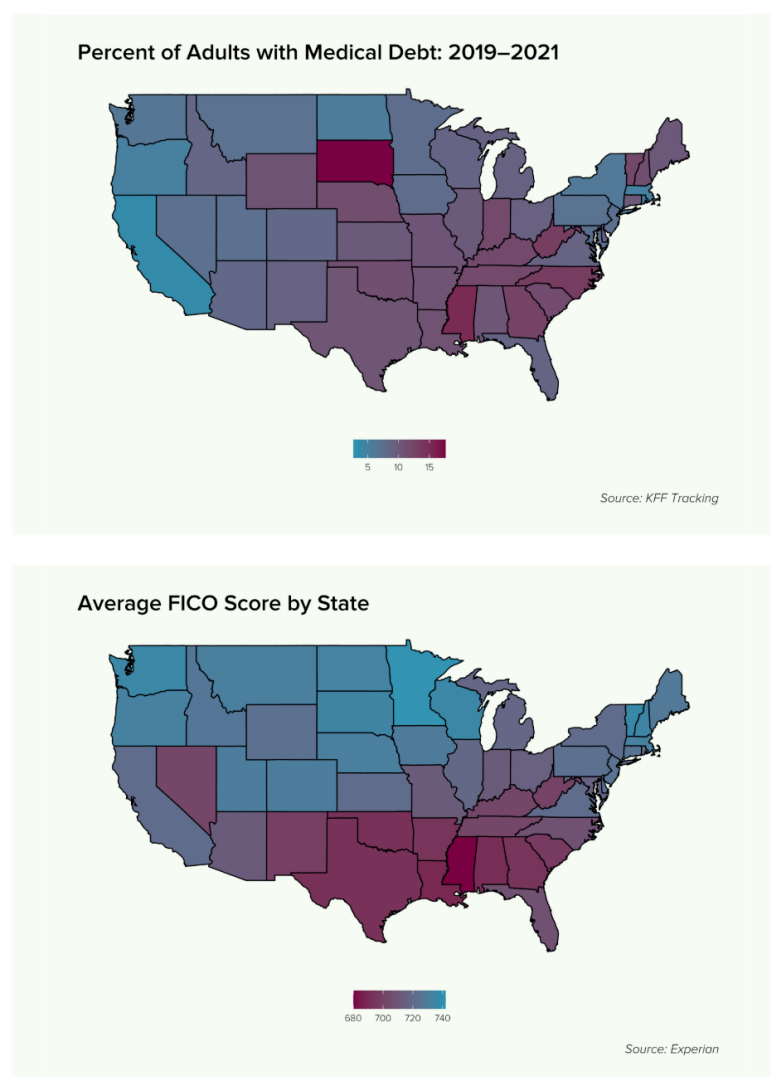 Percent of Adults with Medical Debt: 2019–2021
5 10 15
Source: KFF Tracking
Average FICO Score by State
680 700 720 740
Source: Experian